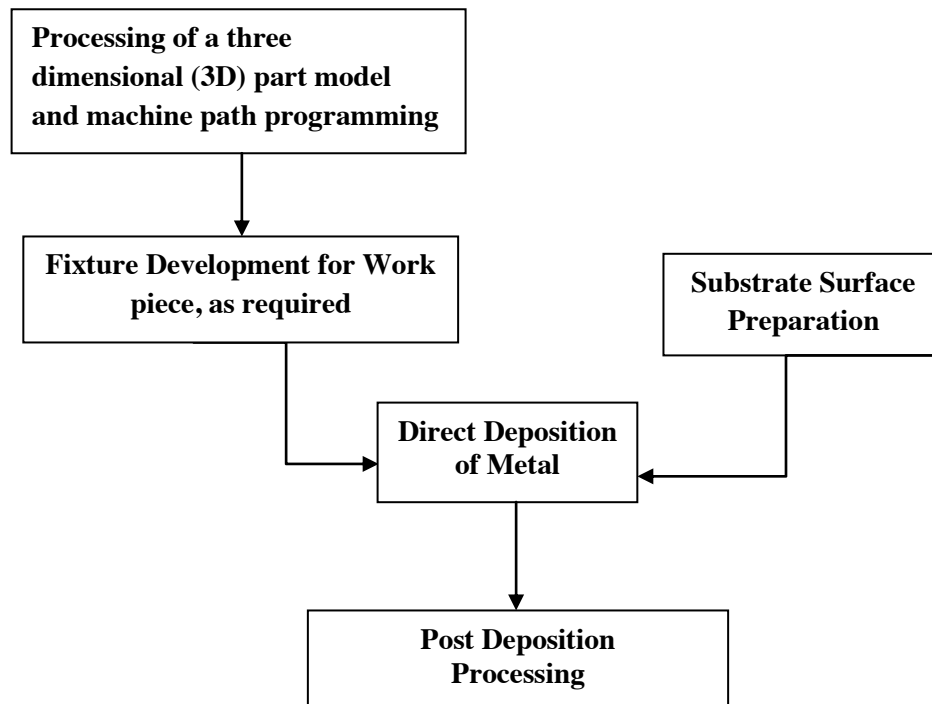 Processing of a three
dimensional (3D) part model
and machine path programming
Fixture Development for Work
piece, as required
Substrate Surface
Preparation
Direct Deposition
of Metal
Post Deposition
Processing